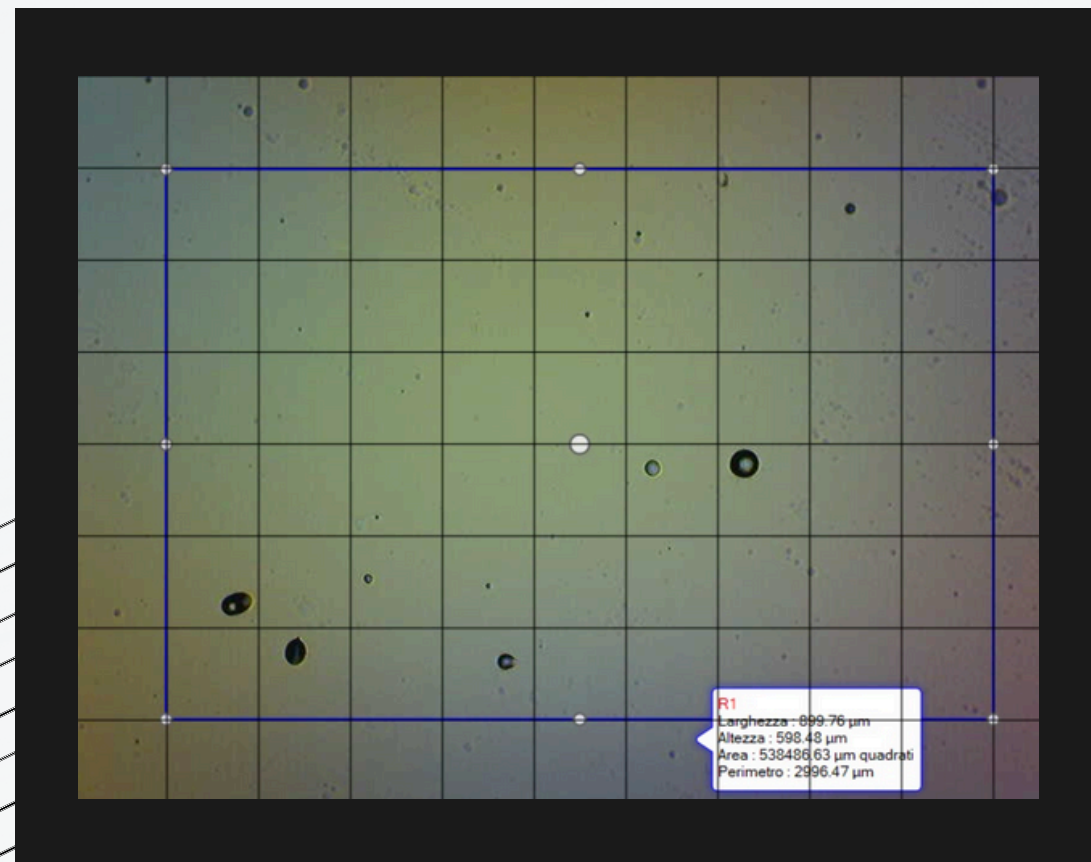 R1
Larghezza : 899.76 µm
Altezza : 598.48 µm
Area : 538486.63 µm quadrati
Perimetro : 2996.47 µm